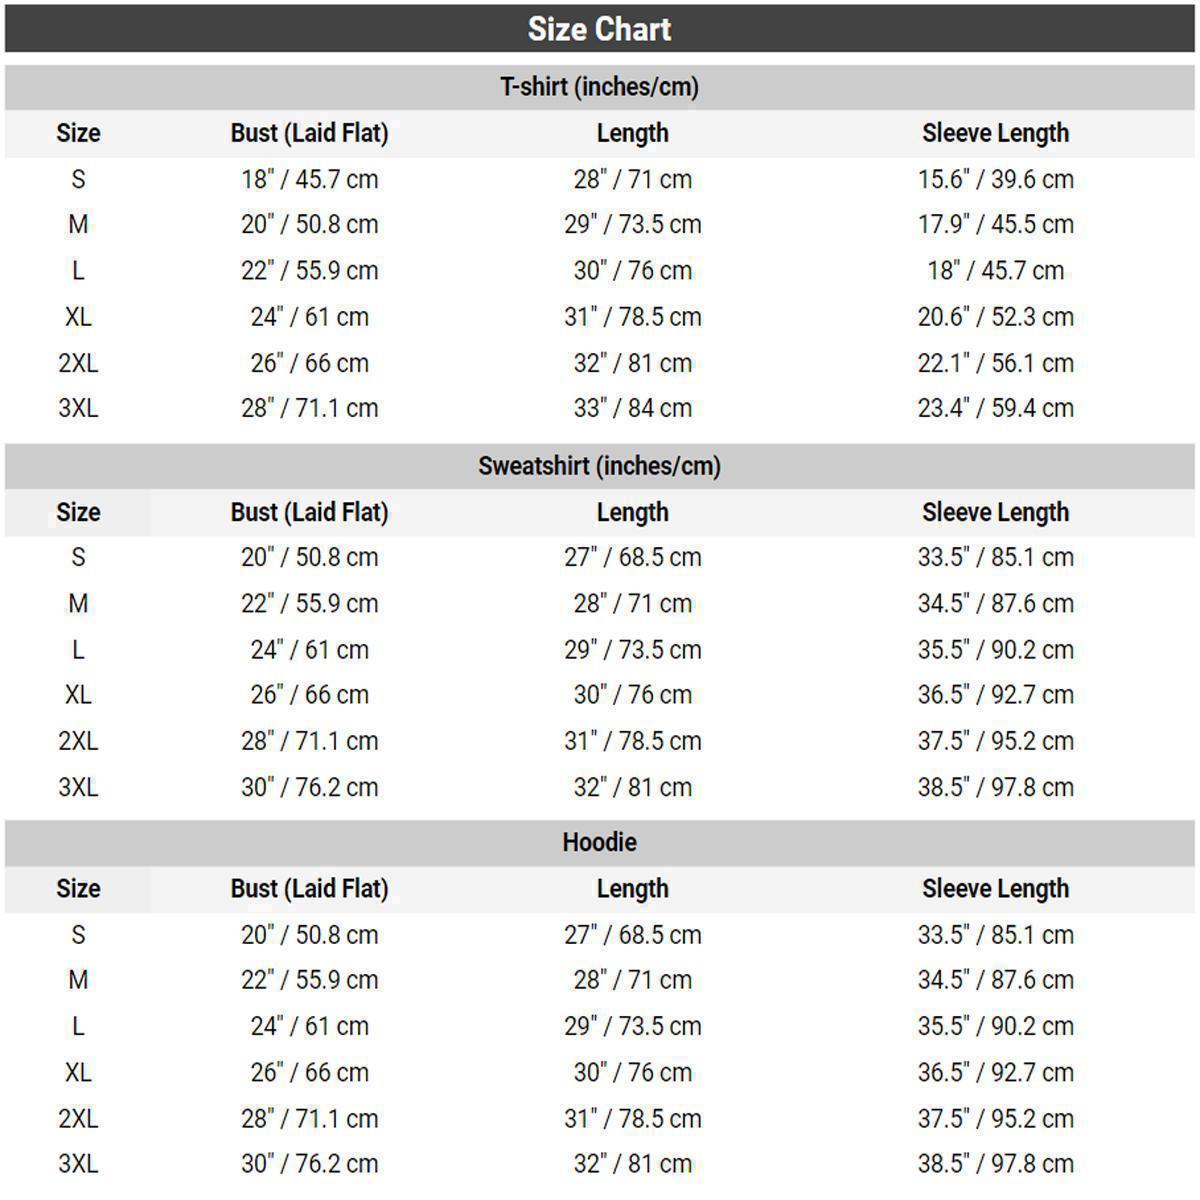 Size Chart
T-shirt (inches/cm)
Size Bust (Laid Flat) Length Sleeve Length
S 18" / 45.7 cm 28" / 71 cm 15.6" / 39.6 cm
M 20" / 50.8 cm 29" / 73.5 cm 17.9" / 45.5 cm
L 22" / 55.9 cm 30" / 76 cm 18" / 45.7 cm
XL 24" / 61 cm 31" / 78.5 cm 20.6" / 52.3 cm
2XL 26" / 66 cm 32" / 81 cm 22.1" / 56.1 cm
3XL 28" / 71.1 cm 33" / 84 cm 23.4" / 59.4 cm
Sweatshirt (inches/cm)
Size Bust (Laid Flat) Length Sleeve Length
S 20" / 50.8 cm 27" / 68.5 cm 33.5" / 85.1 cm
M 22" / 55.9 cm 28" / 71 cm 34.5" / 87.6 cm
L 24" / 61 cm 29" / 73.5 cm 35.5" / 90.2 cm
XL 26" / 66 cm 30" / 76 cm 36.5" / 92.7 cm
2XL 28" / 71.1 cm 31" / 78.5 cm 37.5" / 95.2 cm
3XL 30" / 76.2 cm 32" / 81 cm 38.5" / 97.8 cm
Hoodie
Size Bust (Laid Flat) Length Sleeve Length
S 20" / 50.8 cm 27" / 68.5 cm 33.5" / 85.1 cm
M 22" / 55.9 cm 28" / 71 cm 34.5" / 87.6 cm
L 24" / 61 cm 29" / 73.5 cm 35.5" / 90.2 cm
XL 26" / 66 cm 30" / 76 cm 36.5" / 92.7 cm
2XL 28" / 71.1 cm 31" / 78.5 cm 37.5" / 95.2 cm
3XL 30" / 76.2 cm 32" / 81 cm 38.5" / 97.8 cm